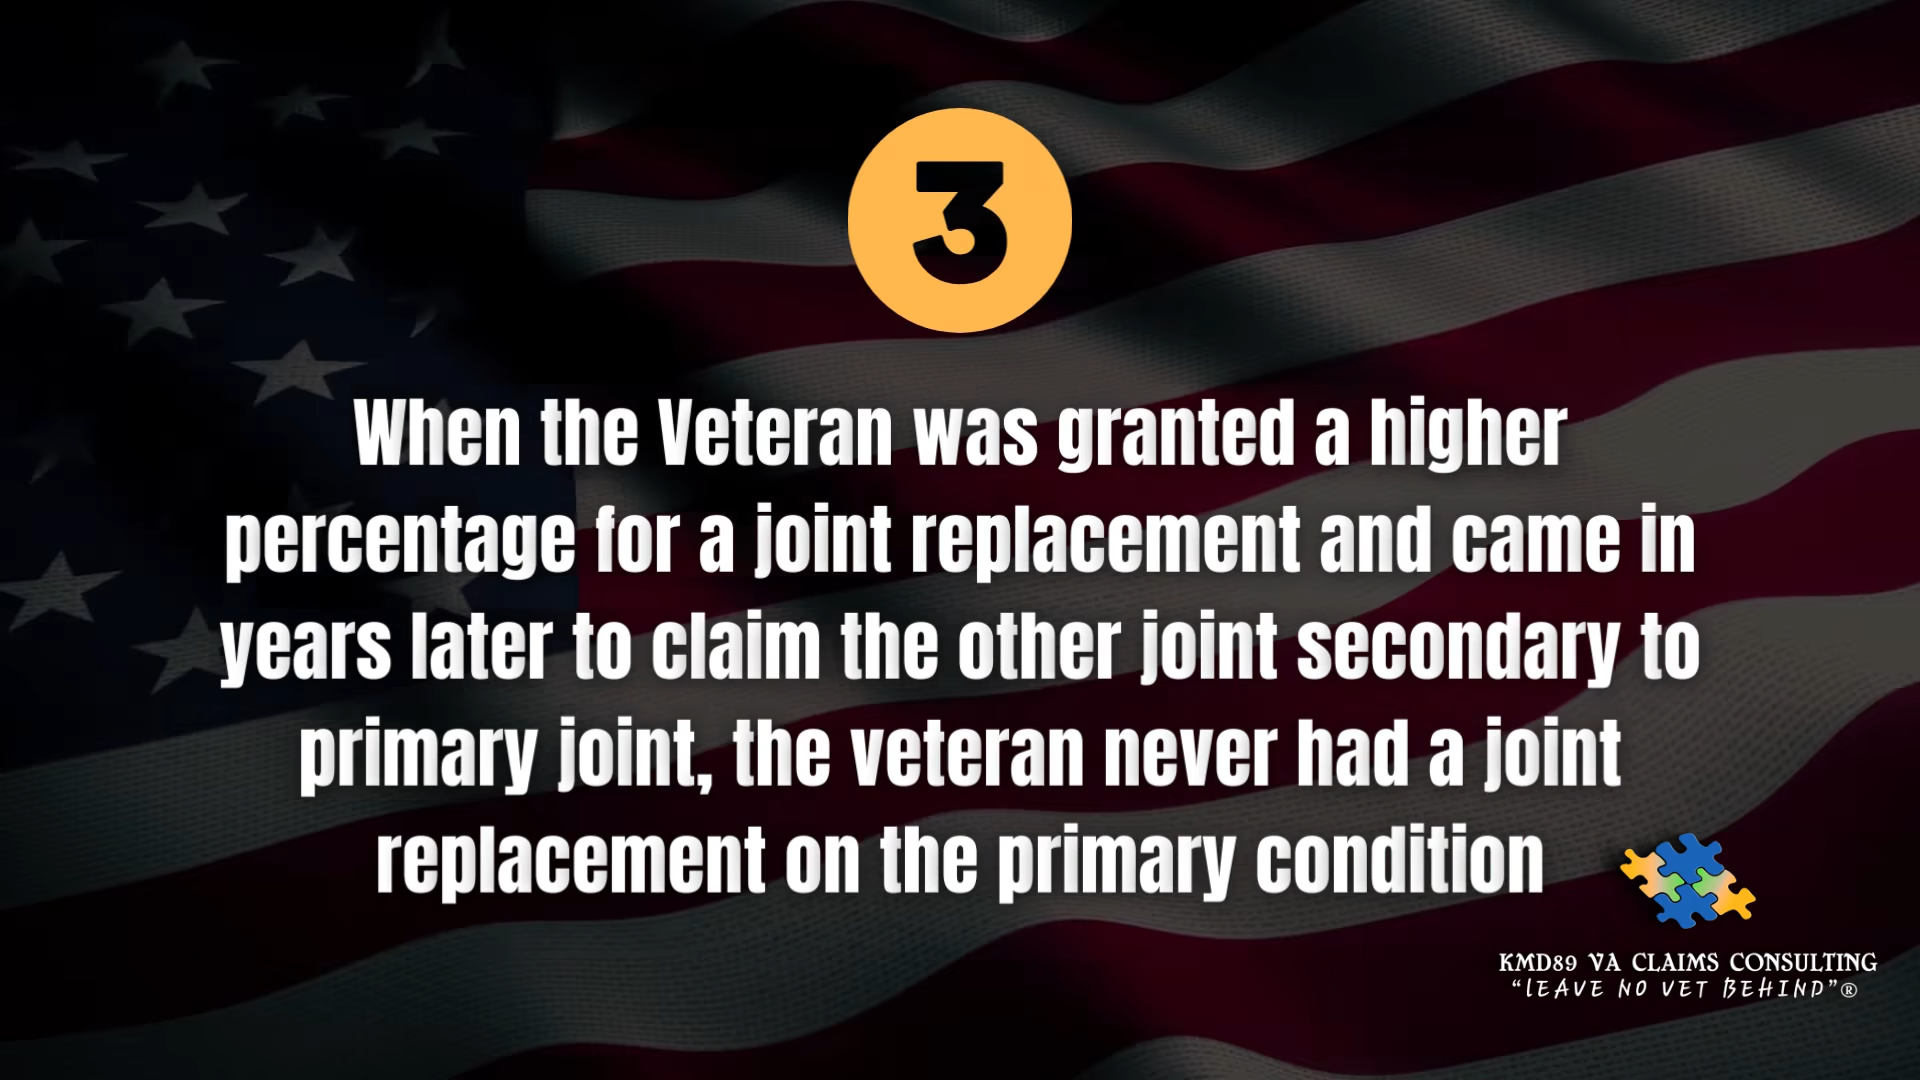 3
When the Veteran was granted a higher
percentage for a joint replacement and came in
years later to claim the other joint secondary to
primary joint, the veteran never had a joint
replacement on the primary condition
KMD89 VA CLAIMS CONSULTING
"LEAVE NO VET BEHIND"®